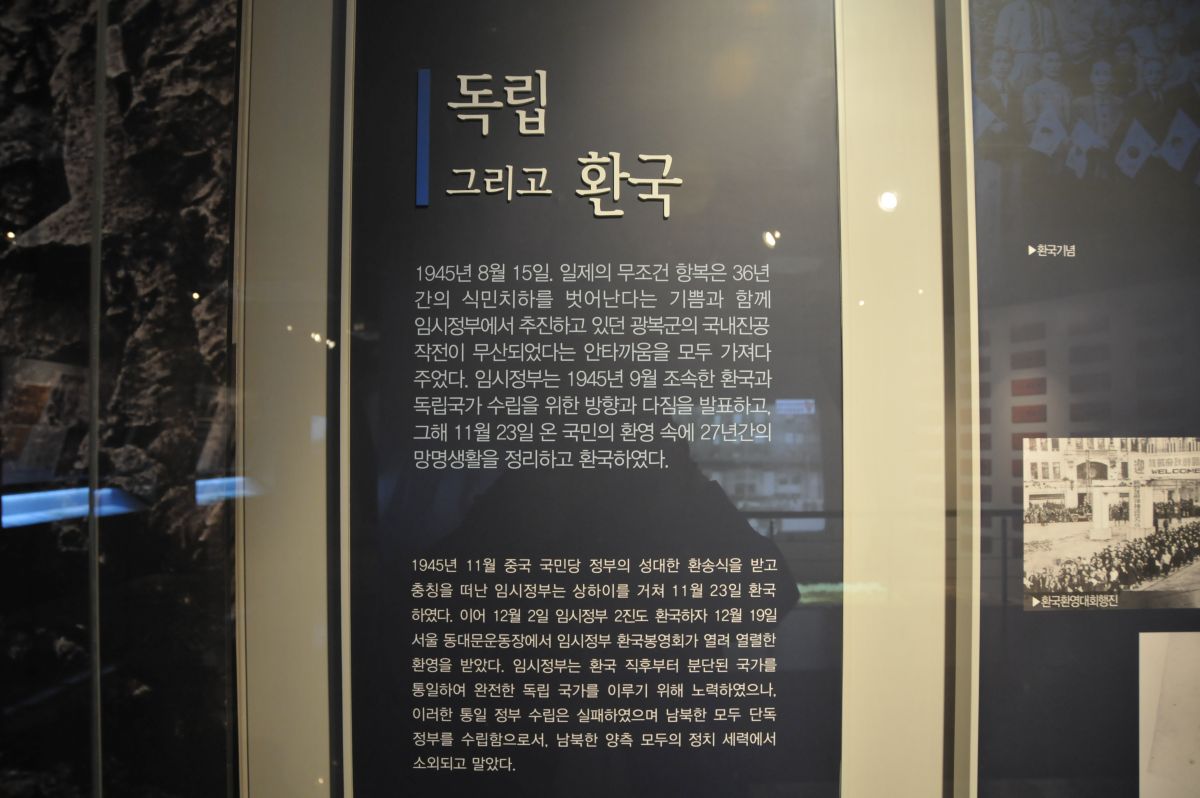 독립
그리고 환국
1945년 8월 15일. 일제의 무조건 항복은 36년
간의 식민치하를 벗어난다는 기쁨과 함께
임시정부에서 추진하고 있던 광복군의 국내진공
작전이 무산되었다는 안타까움을 모두 가져다
주었다. 임시정부는 1945년 9월 조속한 환국과
독립국가 수립을 위한 방향과 다짐을 발표하고,
그해 11월 23일 온 국민의 환영 속에 27년간의
망명생활을 정리하고 환국하였다.
1945년 11월 중국 국민당 정부의 성대한 환송식을 받고
충칭을 떠난 임시정부는 상하이를 거쳐 11월 23일 환국
하였다. 이어 12월 2일 임시정부 2진도 환국하자 12월 19일
서울 동대문운동장에서 임시정부 환국봉영회가 열려 열렬한
환영을 받았다. 임시정부는 환국 직후부터 분단된 국가를
통일하여 완전한 독립 국가를 이루기 위해 노력하였으나,
이러한 통일 정부 수립은 실패하였으며 남북한 모두 단독
정부를 수립함으로서, 남북한 양측 모두의 정치 세력에서
소외되고 말았다.
▶환국기념
WELCOME
▶환국환영대회행진